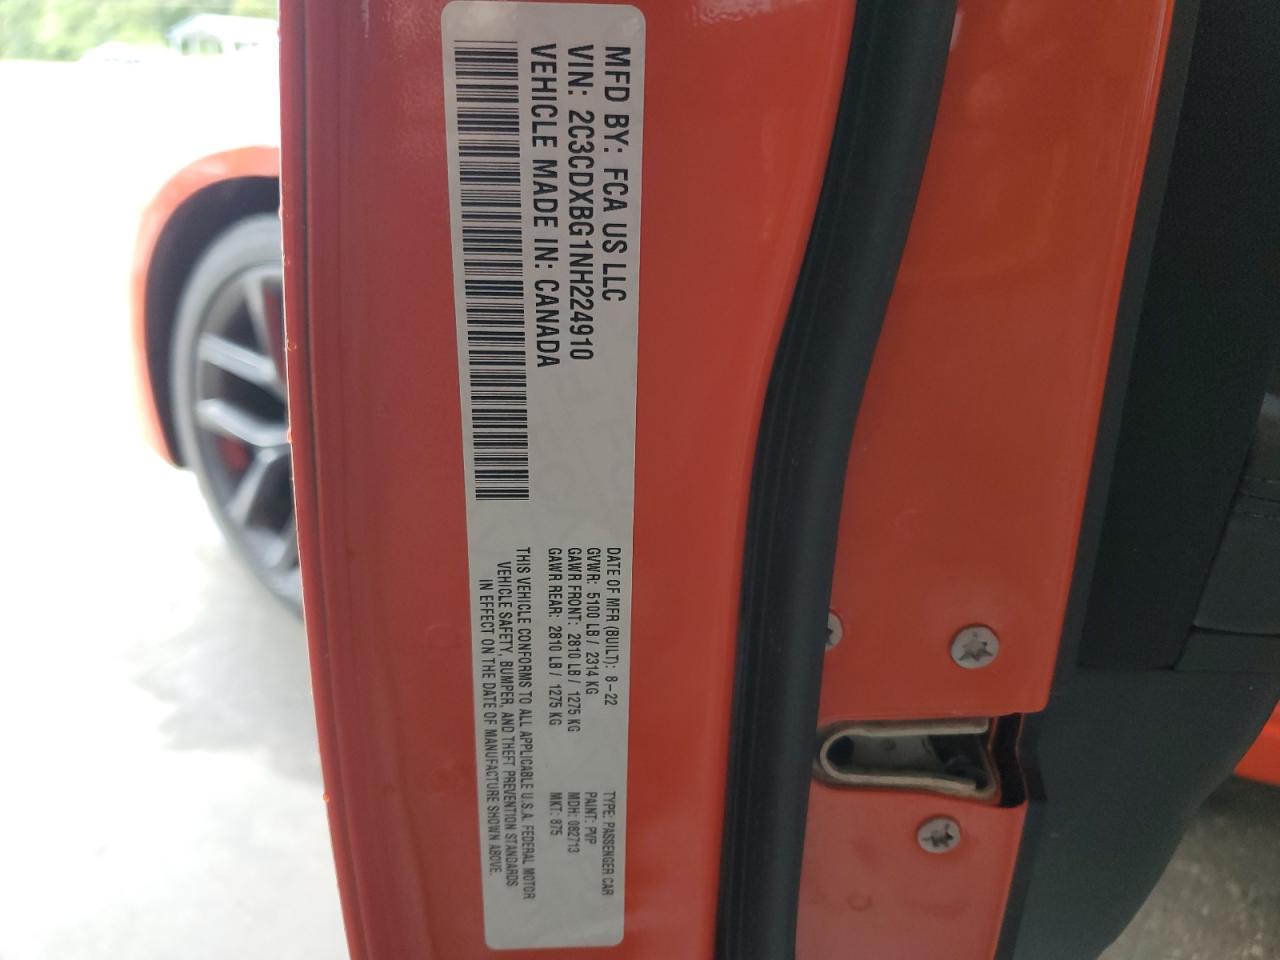 MFD BY: FCA US LLC
VIN: 2C3CDXBG1NH224910
VEHICLE MADE IN: CANADA
DATE OF MFR (BUILT): 8-22
GVWR: 5100 LB / 2314 KG
GAWR FRONT: 2810 LB / 1275 KG
GAWR REAR: 2810 LB / 1275 KG
TYPE: PASSENGER CAR
PAINT: PVP
MDH: 082713
MKT: 875
THIS VEHICLE CONFORMS TO ALL APPLICABLE U.S.A. FEDERAL MOTOR
VEHICLE SAFETY, BUMPER, AND THEFT PREVENTION STANDARDS
IN EFFECT ON THE DATE OF MANUFACTURE SHOWN ABOVE.